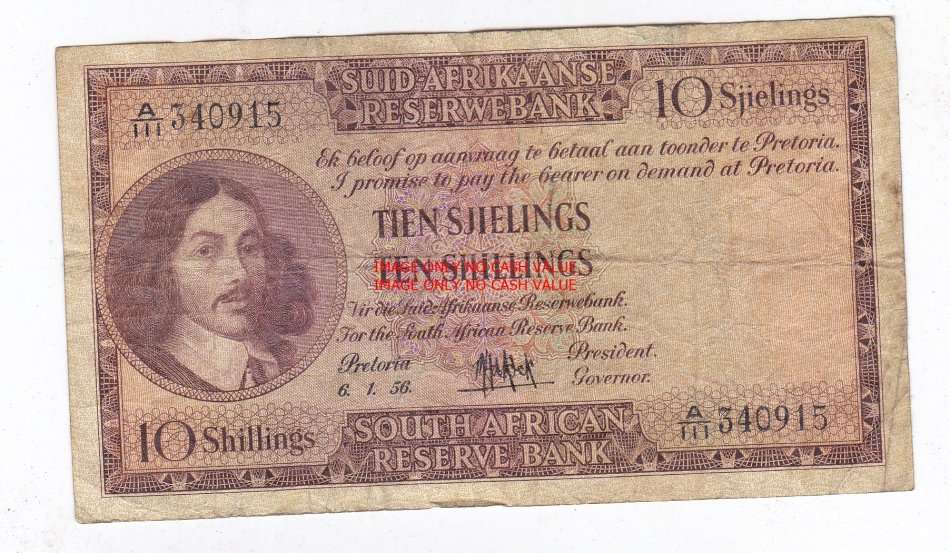 SUID-AFRIKAANSE
RESERWEBANK
A/111 340915
10 Sjielings
Ek beloof op aanvraag te betaal aan toonder te Pretoria.
I promise to pay the bearer on demand at Pretoria.
TIEN SJIELINGS
TEN SHILLINGS
IMAGE ONLY NO CASH VALUE
IMAGE ONLY NO CASH VALUE
Vir die Suid-Afrikaanse Reserwebank.
For the South African Reserve Bank.
Pretoria
6. 1. 56.
President.
Governor.
10 Shillings
SOUTH AFRICAN
RESERVE BANK
A/111 340915